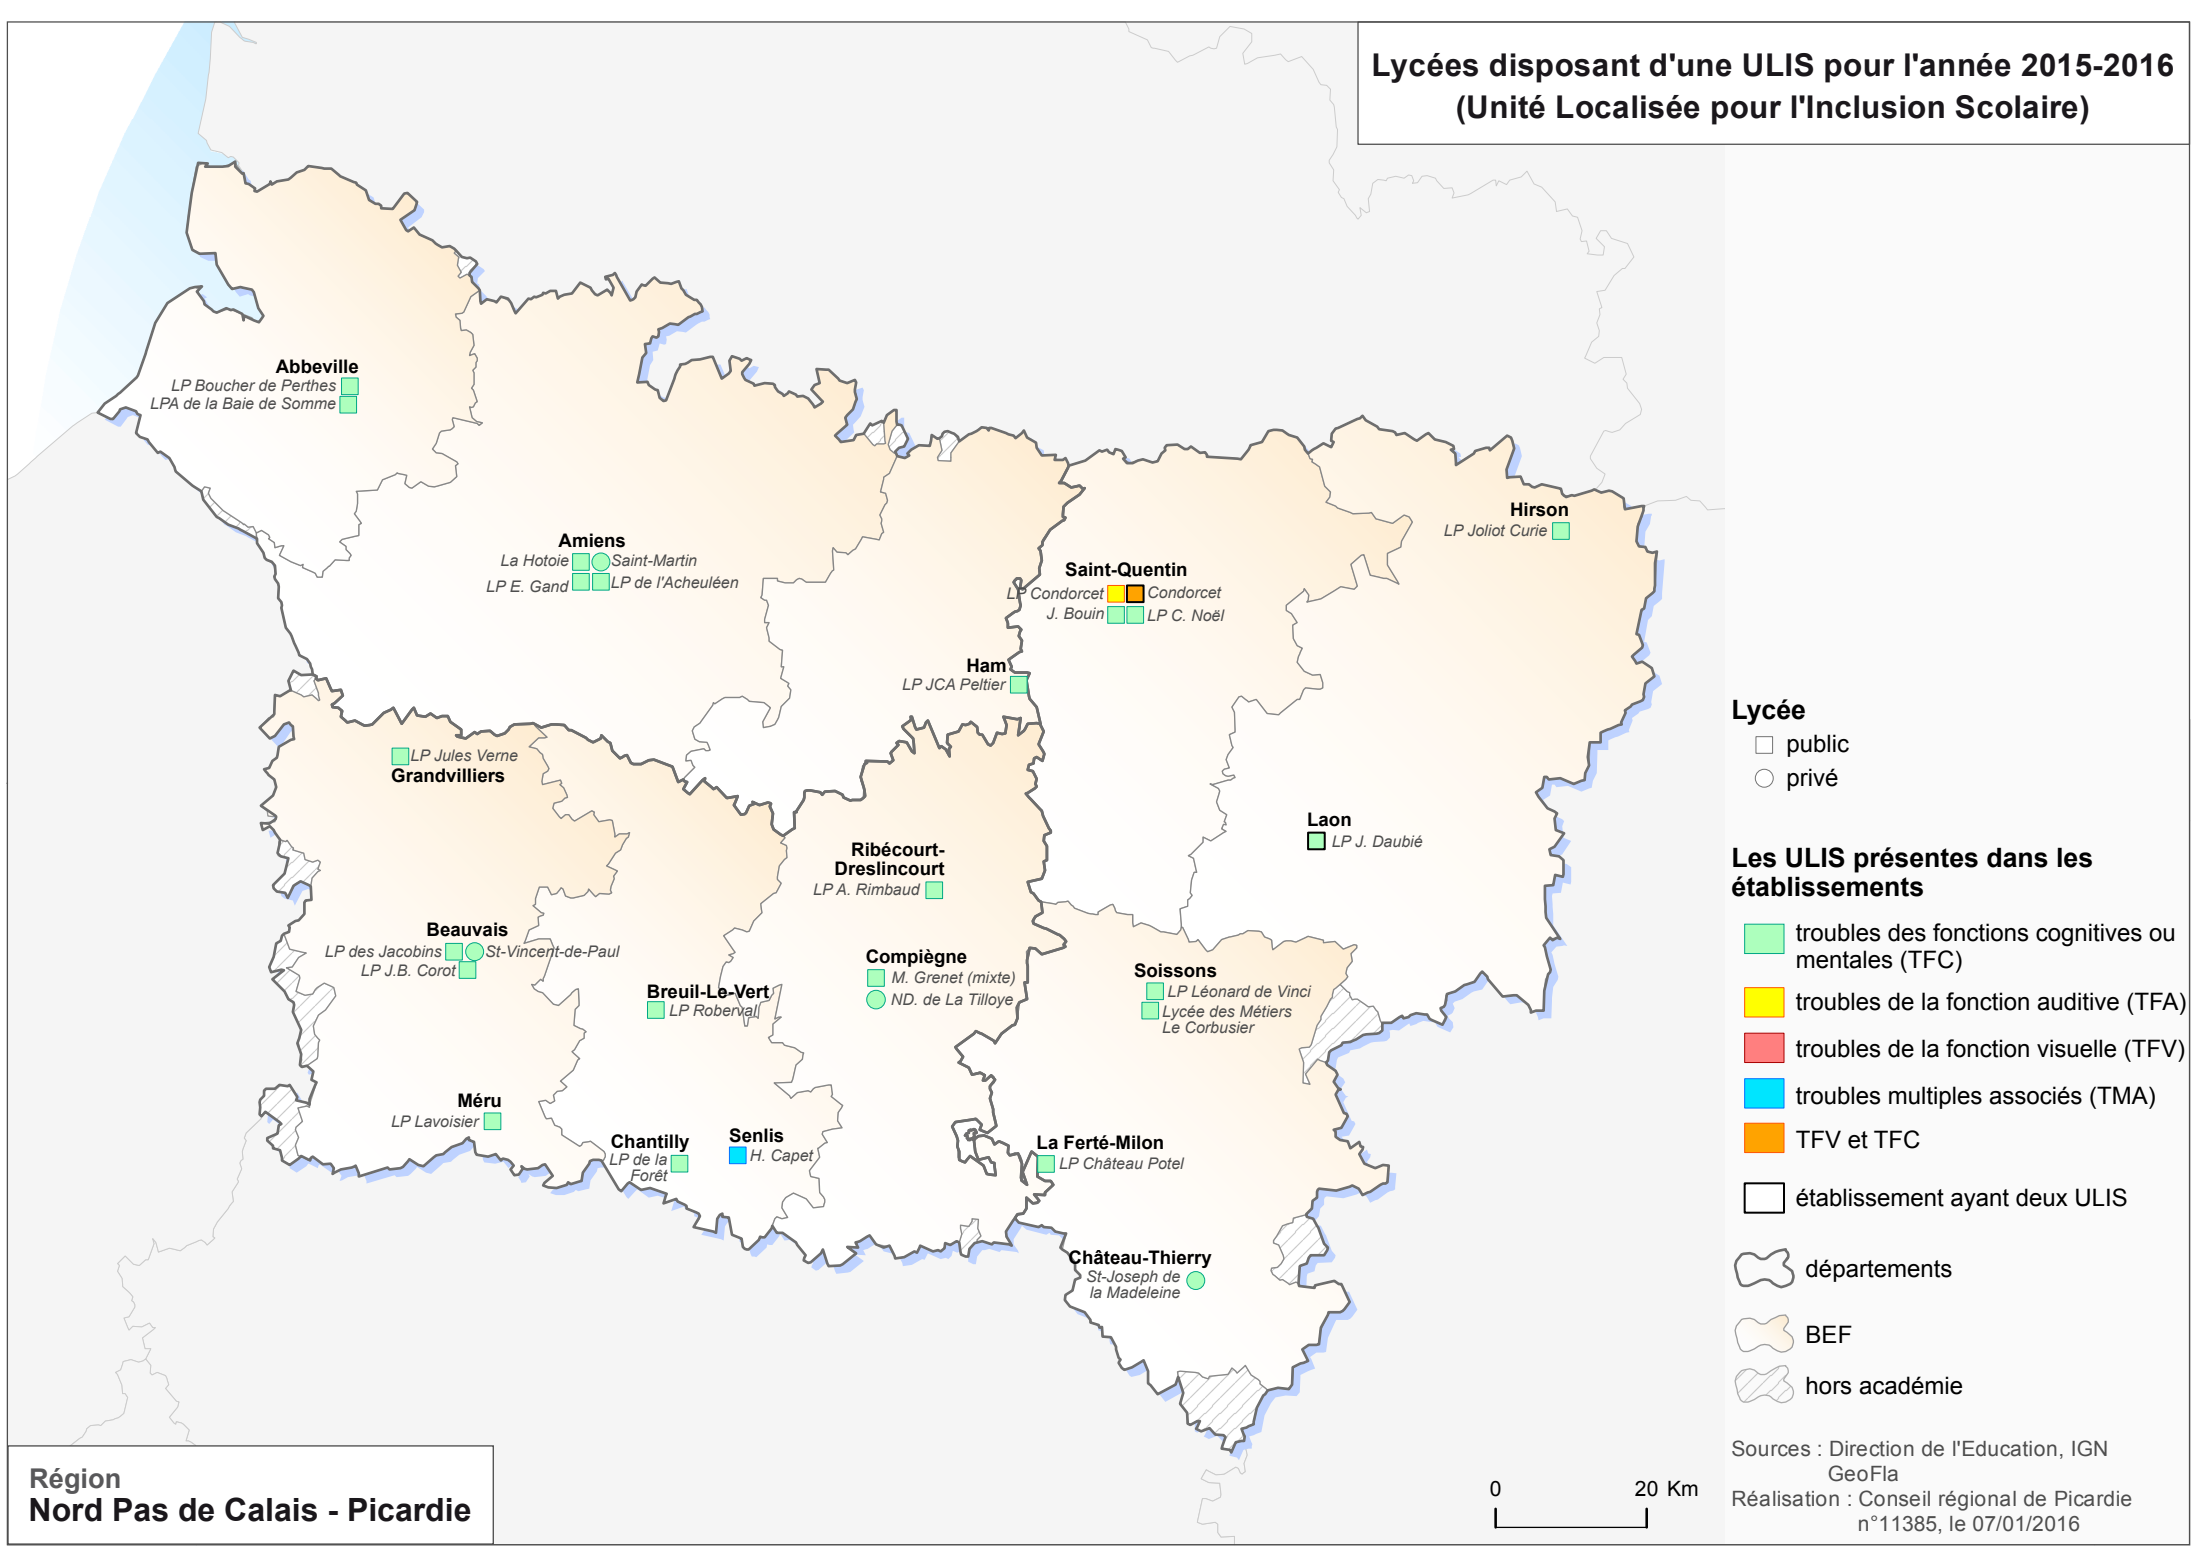 Lycées disposant d'une ULIS pour l'année 2015-2016
(Unité Localisée pour l'Inclusion Scolaire)
Abbeville
LP Boucher de Perthes
LPA de la Baie de Somme
Amiens
La Hotoie
Saint-Martin
LP E. Gand
LP de l'Acheuléen
Hirson
LP Joliot Curie
Saint-Quentin
LP Condorcet
Condorcet
J. Bouin
LP C. Noël
Ham
LP JCA Peltier
LP Jules Verne
Grandvilliers
Laon
LP J. Daubié
Ribécourt-
Dreslincourt
LP A. Rimbaud
Beauvais
LP des Jacobins
St-Vincent-de-Paul
LP J.B. Corot
Compiègne
M. Grenet (mixte)
ND. de La Tilloye
Breuil-Le-Vert
LP Roberval
Soissons
LP Léonard de Vinci
Lycée des Métiers
Le Corbusier
Méru
LP Lavoisier
Chantilly
LP de la
Forêt
Senlis
H. Capet
La Ferté-Milon
LP Château Potel
Château-Thierry
St-Joseph de
la Madeleine
Lycée
public
privé
Les ULIS présentes dans les
établissements
troubles des fonctions cognitives ou
mentales (TFC)
troubles de la fonction auditive (TFA)
troubles de la fonction visuelle (TFV)
troubles multiples associés (TMA)
TFV et TFC
établissement ayant deux ULIS
départements
BEF
hors académie
Sources : Direction de l'Education, IGN
GeoFla
Réalisation : Conseil régional de Picardie
n°11385, le 07/01/2016
0 20 Km
Région
Nord Pas de Calais - Picardie